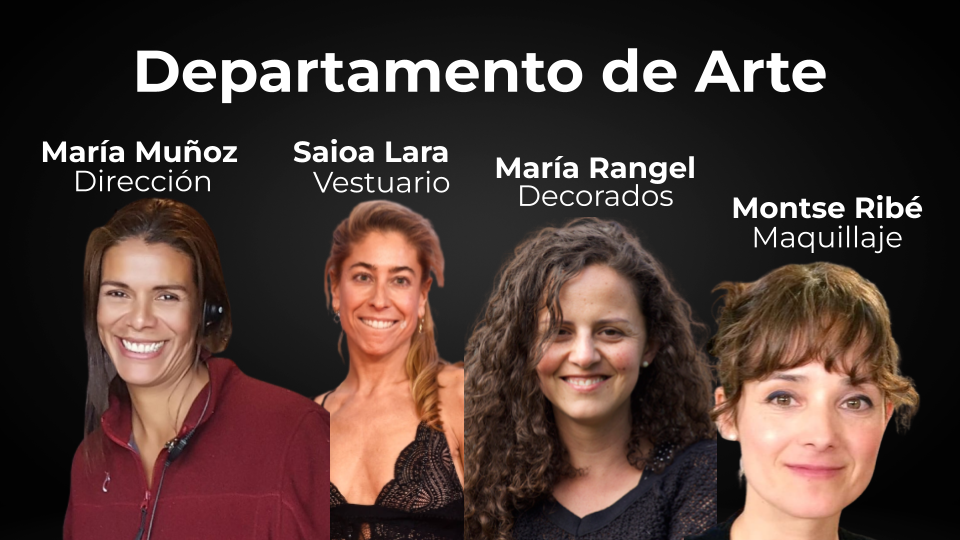 Departamento de Arte
María Muñoz
Dirección
Saioa Lara
Vestuario
María Rangel
Decorados
Montse Ribé
Maquillaje